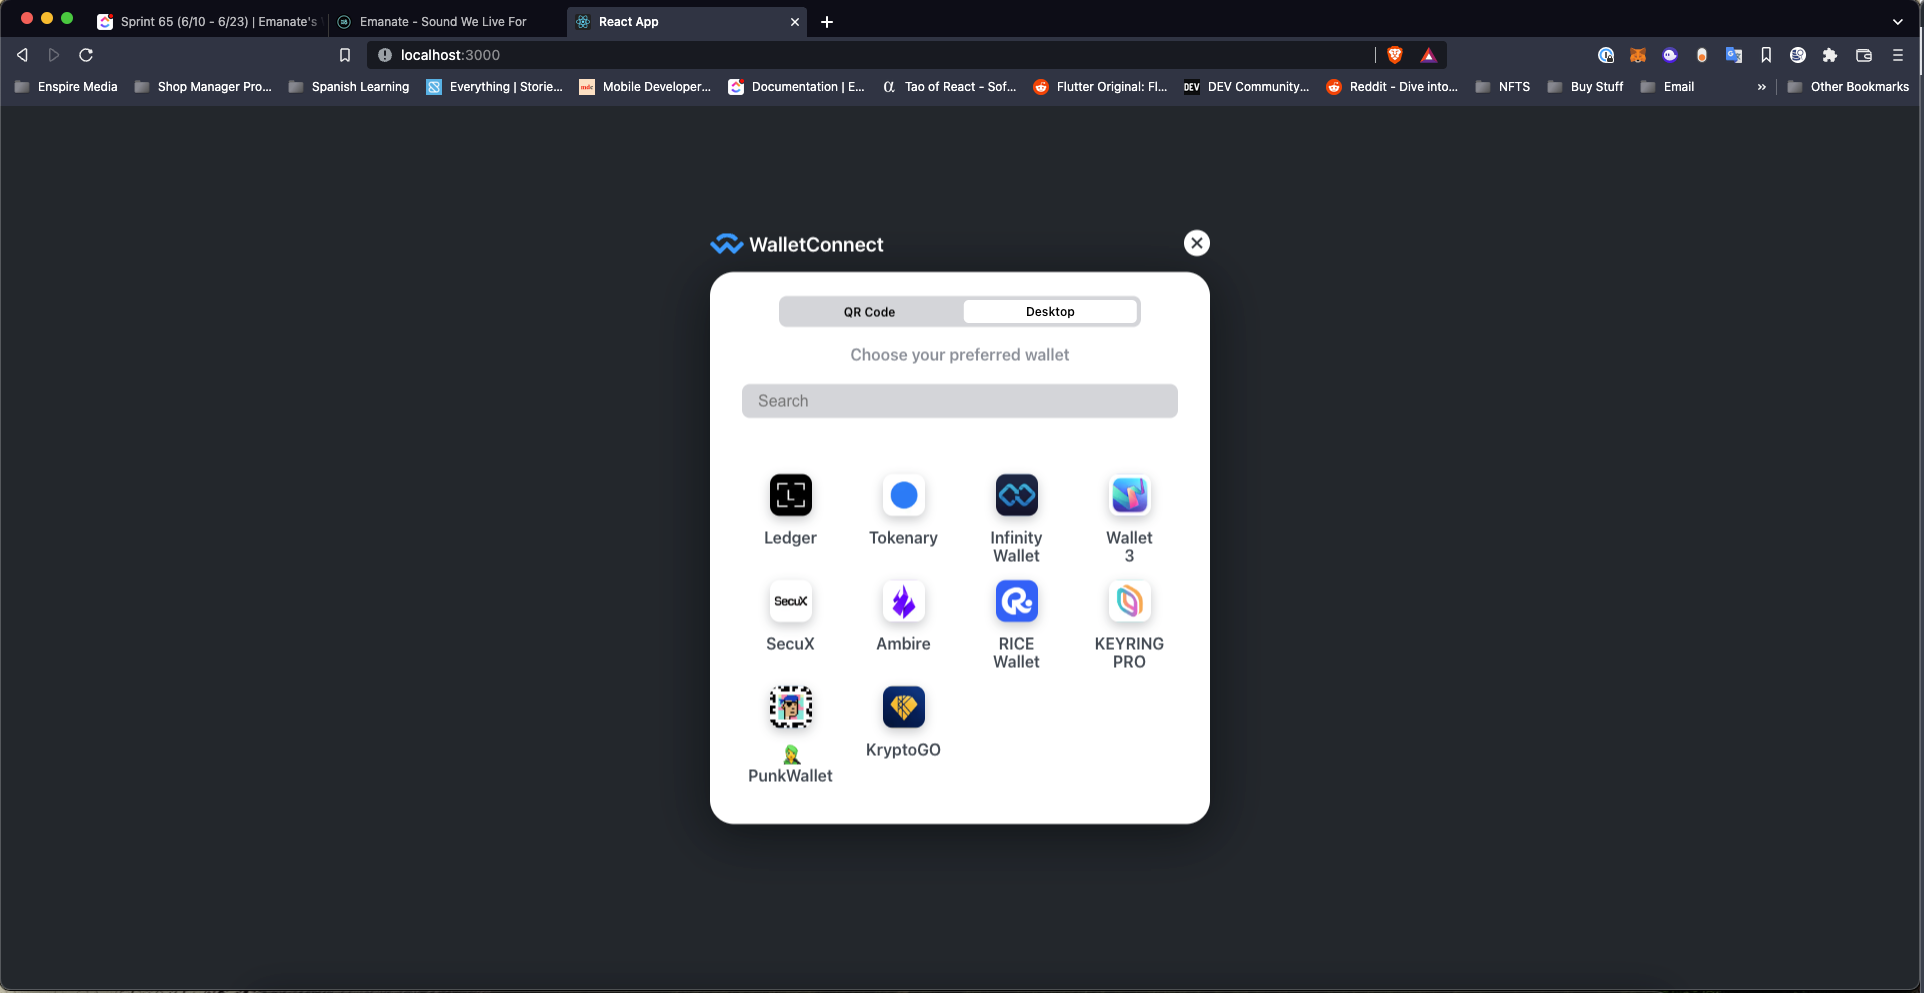 Sprint 65 (6/10 - 6/23) | Emanate's
Emanate - Sound We Live For
React App
localhost:3000
Enspire Media
Shop Manager Pro...
Spanish Learning
Everything | Storie...
Mobile Developer...
Documentation | E...
Tao of React - Sof...
Flutter Original: Fl...
DEV
DEV Community...
Reddit - Dive into...
NFTS
Buy Stuff
Email
»
Other Bookmarks
WalletConnect
QR Code
Desktop
Choose your preferred wallet
Search
L
Ledger
Tokenary
Infinity
Wallet
Wallet
3
SecuX
SecuX
Ambire
RICE
Wallet
KEYRING
PRO
PunkWallet
KryptoGO